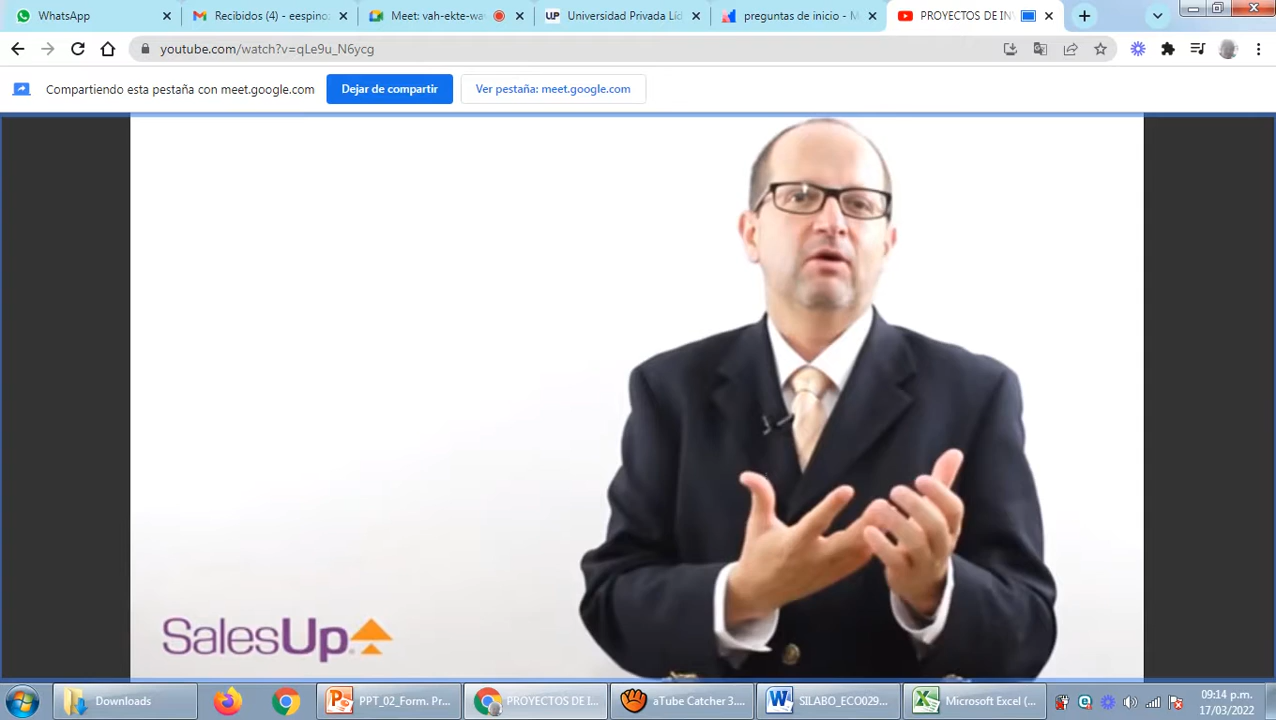 WhatsApp
Recibidos (4) - eespino
Meet: vah-ekte-wa
UP Universidad Privada Líd
preguntas de inicio - M
PROYECTOS DE IN
youtube.com/watch?v=qLe9u_N6ycg
Compartiendo esta pestaña con meet.google.com
Dejar de compartir
Ver pestaña: meet.google.com
SalesUp
Downloads
PPT_02_Form. Pr...
PROYECTOS DE I...
aTube Catcher 3....
SILABO_ECO029...
Microsoft Excel (...
09:14 p.m.
17/03/2022